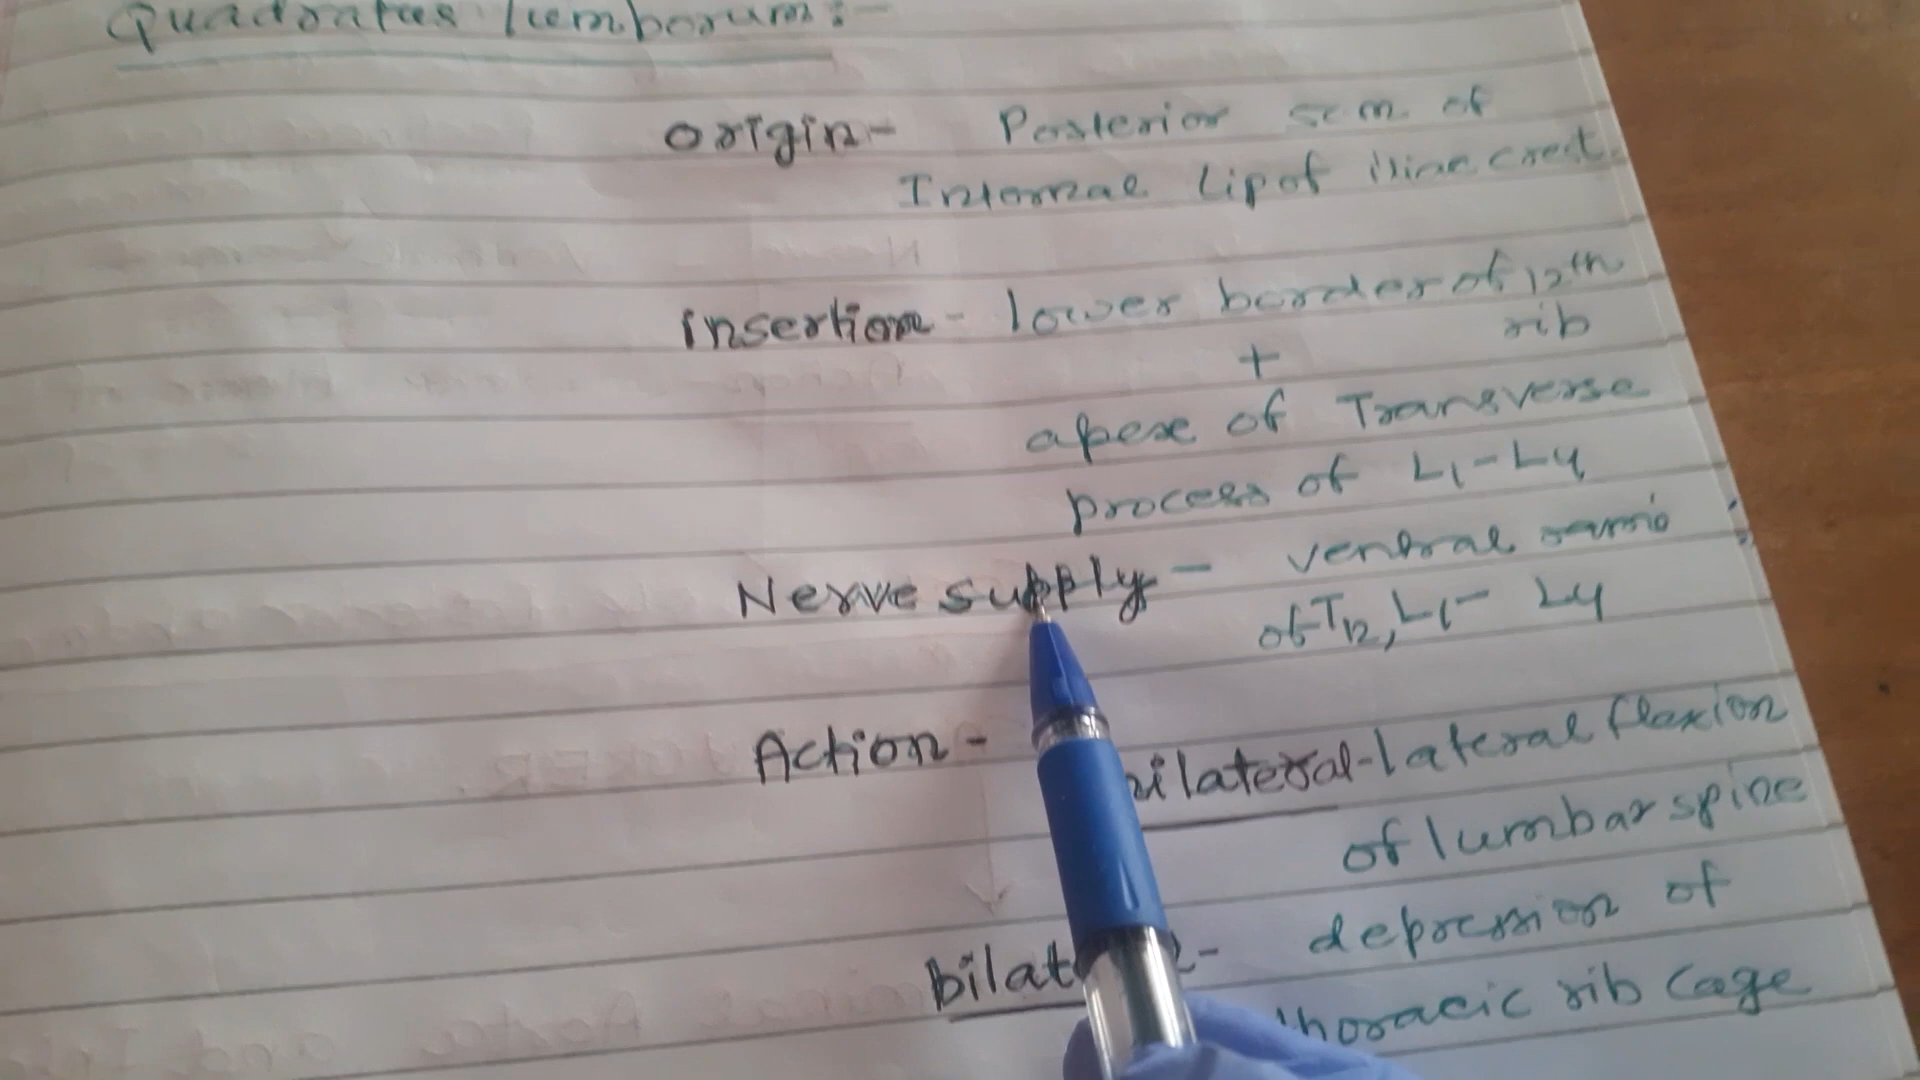 Quadratus lumborum:-
origin- Posterior 5cm of
Internal Lip of iliac crest
insertion - lower border of 12th
rib
+
apex of Transverse
process of L1-L4
Nerve supply - ventral rami
of T12, L1- L4
Action - nilateral-lateral flexion
of lumbar spine
bilat l- depression of
thoracic rib cage